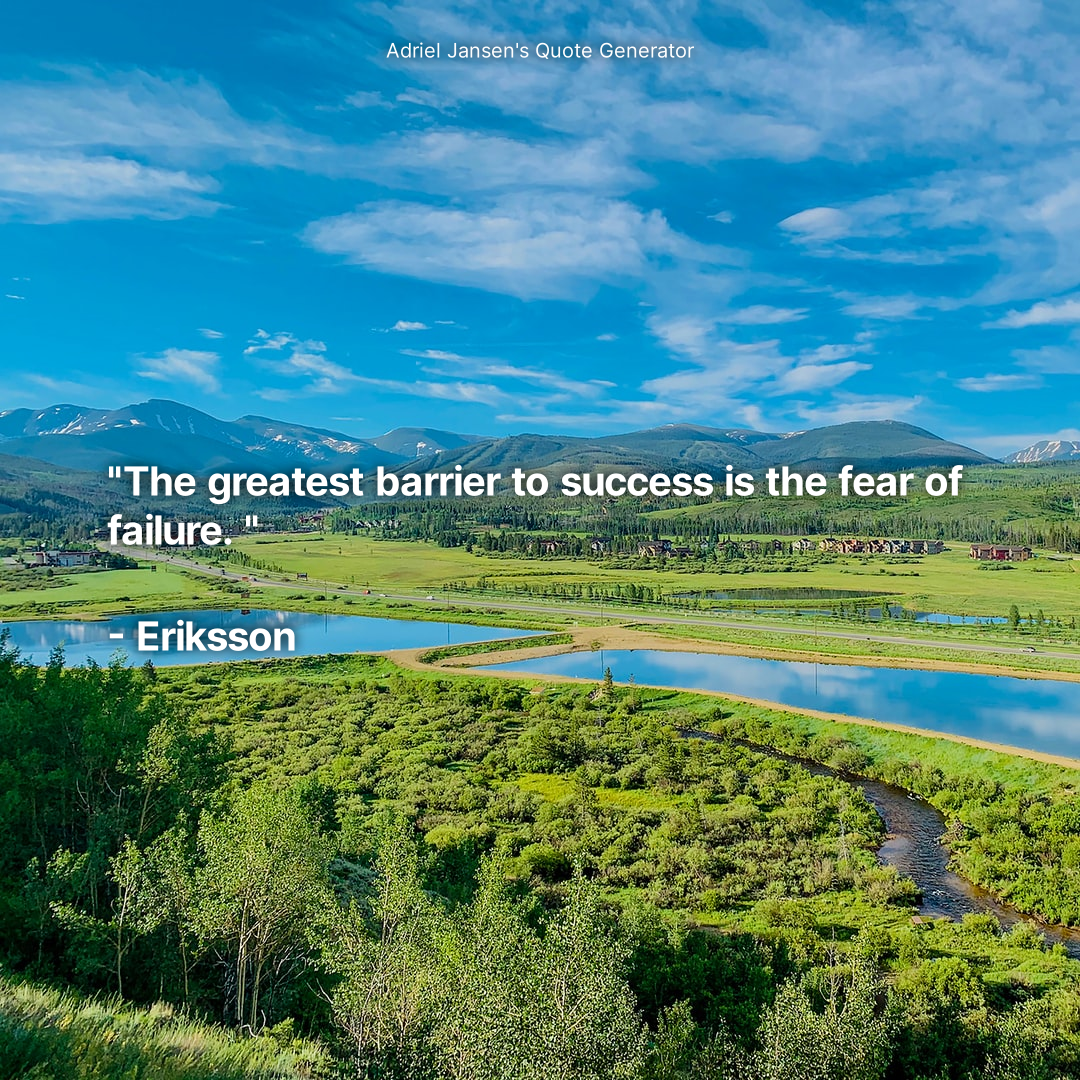 Adriel Jansen's Quote Generator
"The greatest barrier to success is the fear of
failure. "
- Eriksson